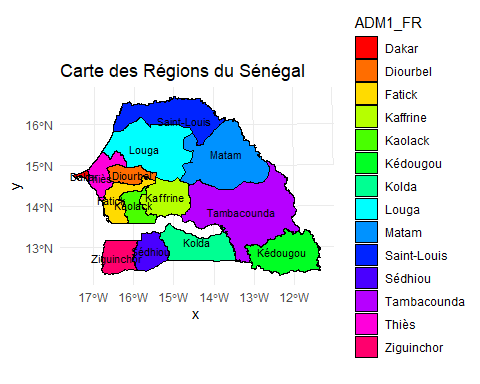 Carte des Régions du Sénégal
16°N
15°N
14°N
13°N
y
17°W 16°W 15°W 14°W 13°W 12°W
x
Saint-Louis
Louga
Matam
Dakar
Thiès
Diourbel
Fatick
Kaolack
Kaffrine
Tambacounda
Kolda
Sédhiou
Ziguinchor
Kédougou
ADM1_FR
Dakar
Diourbel
Fatick
Kaffrine
Kaolack
Kédougou
Kolda
Louga
Matam
Saint-Louis
Sédhiou
Tambacounda
Thiès
Ziguinchor